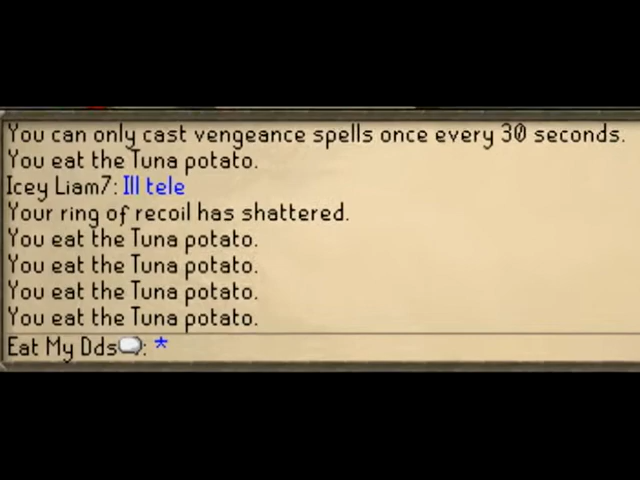 You can only cast vengeance spells once every 30 seconds.
You eat the Tuna potato.
Icey Liam7: Ill tele
Your ring of recoil has shattered.
You eat the Tuna potato.
You eat the Tuna potato.
You eat the Tuna potato.
You eat the Tuna potato.
Eat My Dds: *